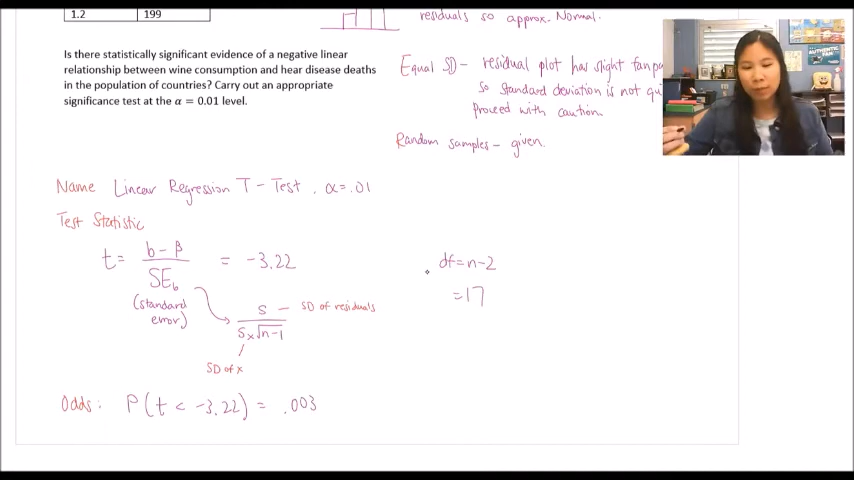 1.2 199
residuals so approx. Normal.
Is there statistically significant evidence of a negative linear
relationship between wine consumption and hear disease deaths
in the population of countries? Carry out an appropriate
significance test at the α = 0.01 level.
Equal SD - residual plot has slight fan
so standard deviation is not
proceed with caution.
Random samples - given.
Name Linear Regression T-Test, α=.01
Test Statistic
t = (b - β) / SE_b = -3.22
(standard
error)
s / (s_x √(n-1)) - SD of residuals
SD of x
df = n-2
= 17
Odds: P(t < -3.22) = .003
AUTHENTIC